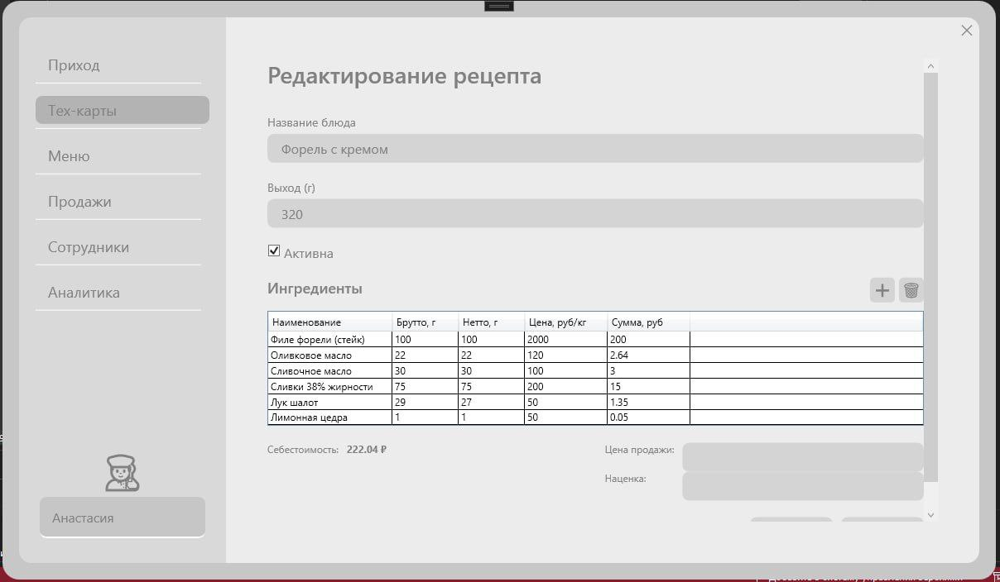 Приход
Тех-карты
Меню
Продажи
Сотрудники
Аналитика
Анастасия
Редактирование рецепта
Название блюда
Форель с кремом
Выход (г)
320
Активна
Ингредиенты
Наименование Брутто, г Нетто, г Цена, руб/кг Сумма, руб
Филе форели (стейк) 100 100 2000 200
Оливковое масло 22 22 120 2.64
Сливочное масло 30 30 100 3
Сливки 38% жирности 75 75 200 15
Лук шалот 29 27 50 1.35
Лимонная цедра 1 1 50 0.05
Себестоимость: 222.04 ₽
Цена продажи:
Наценка: